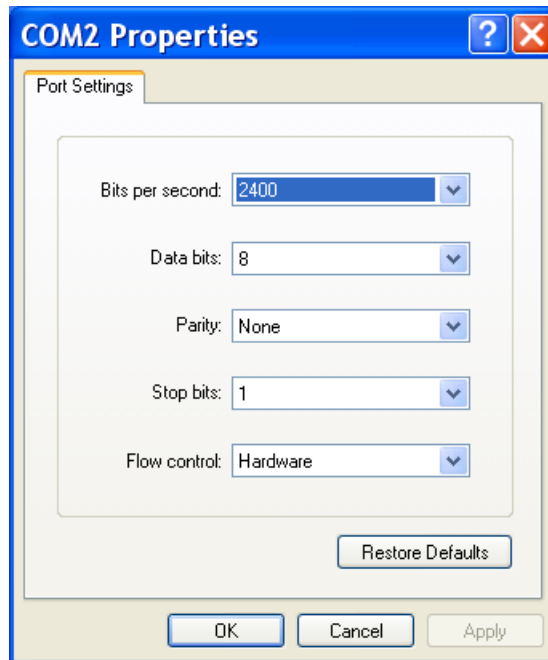 COM2 Properties
?
Port Settings
Bits per second: 2400
Data bits: 8
Parity: None
Stop bits: 1
Flow control: Hardware
Restore Defaults
OK Cancel Apply